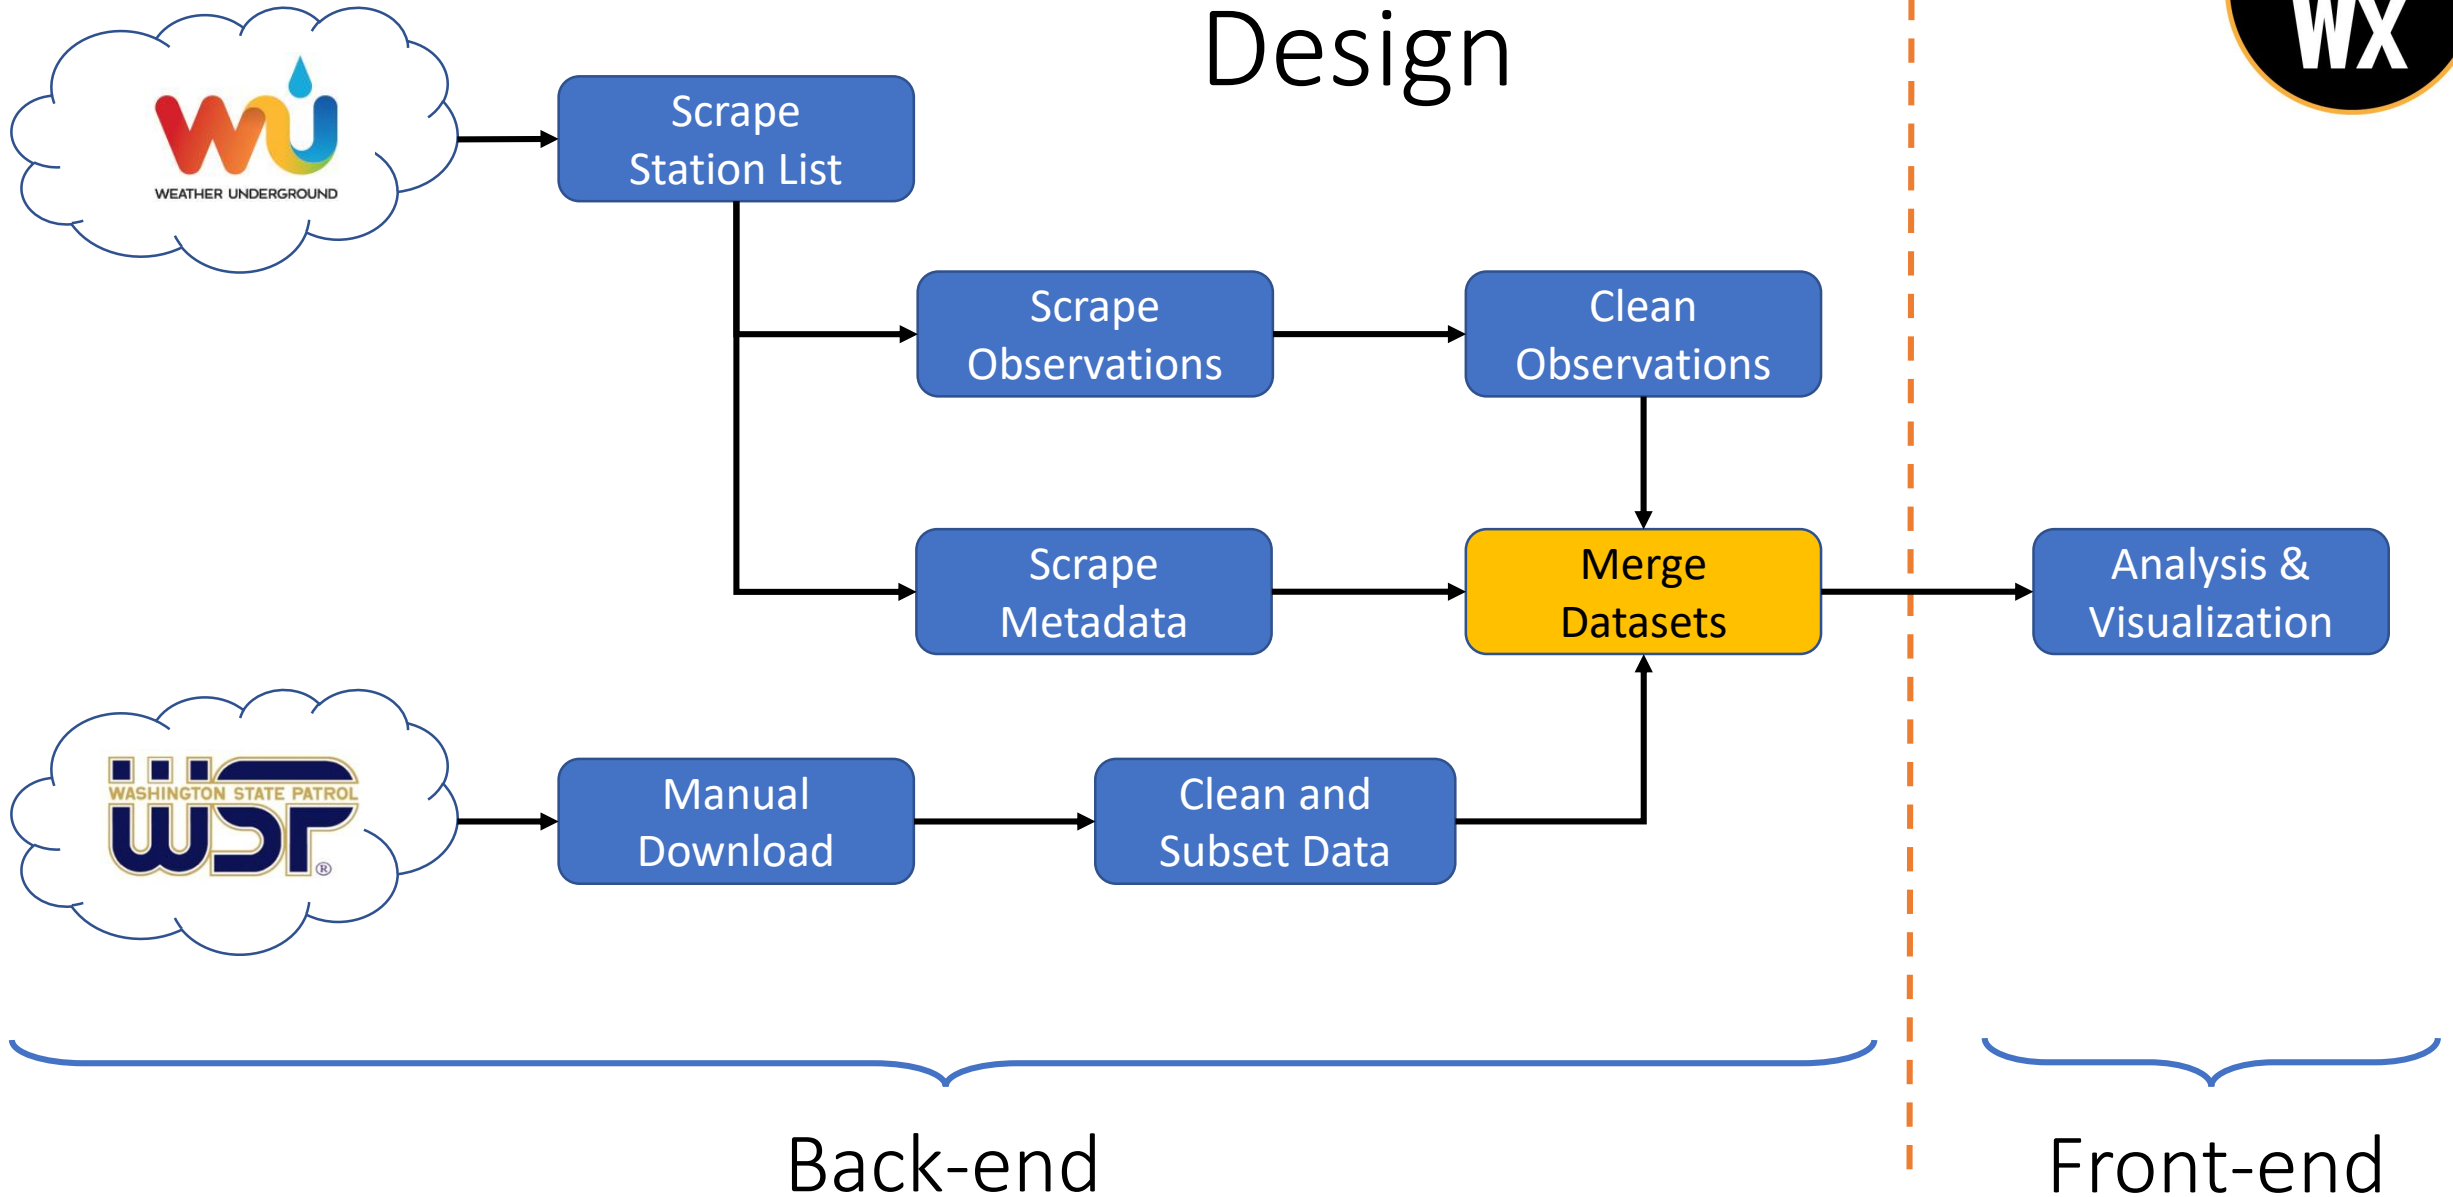 Design
WX
WU
WEATHER UNDERGROUND
Scrape
Station List
Scrape
Observations
Clean
Observations
Scrape
Metadata
Merge
Datasets
Analysis &
Visualization
WASHINGTON STATE PATROL
WSP®
Manual
Download
Clean and
Subset Data
Back-end
Front-end